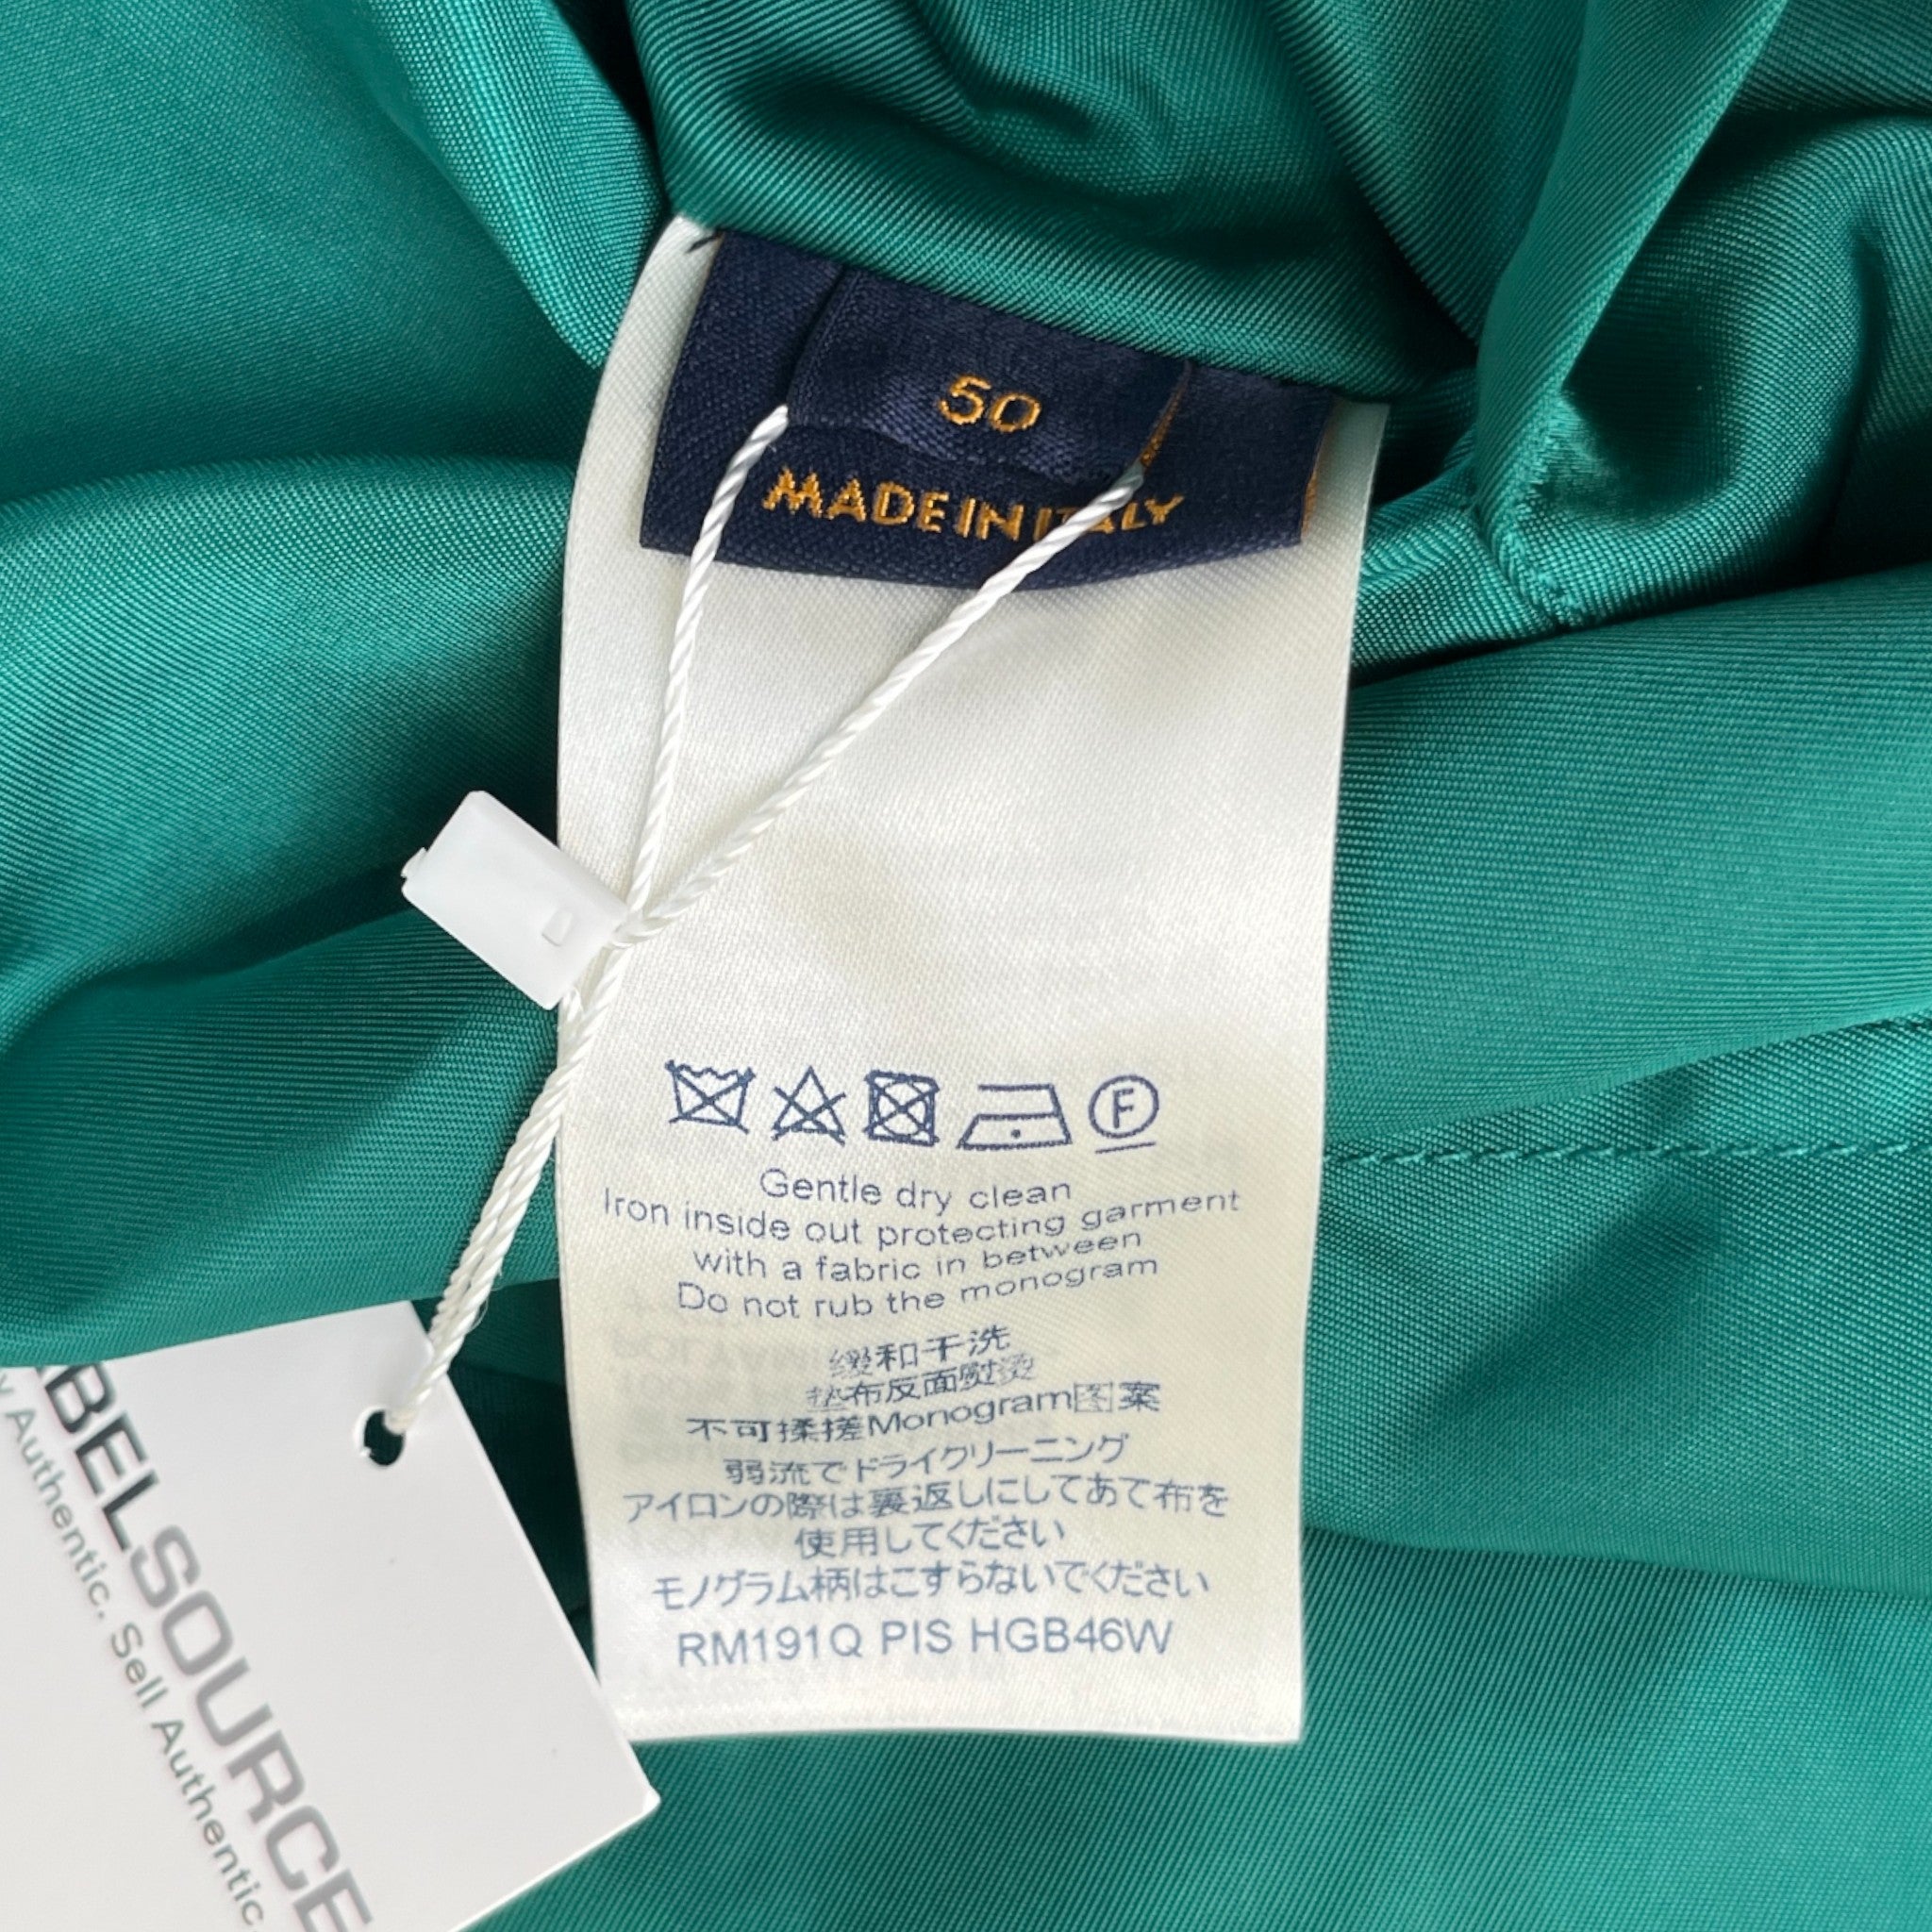 50
MADE IN ITALY
F
Gentle dry clean
Iron inside out protecting garment
with a fabric in between
Do not rub the monogram
缓和干洗
垫布反面熨烫
不可揉搓Monogram图案
弱流でドライクリーニング
アイロンの際は裏返しにしてあて布を
使用してください
モノグラム柄はこすらないでください
RM191Q PIS HGB46W
ABELSOURCE
y Authentic. Sell Authentic.